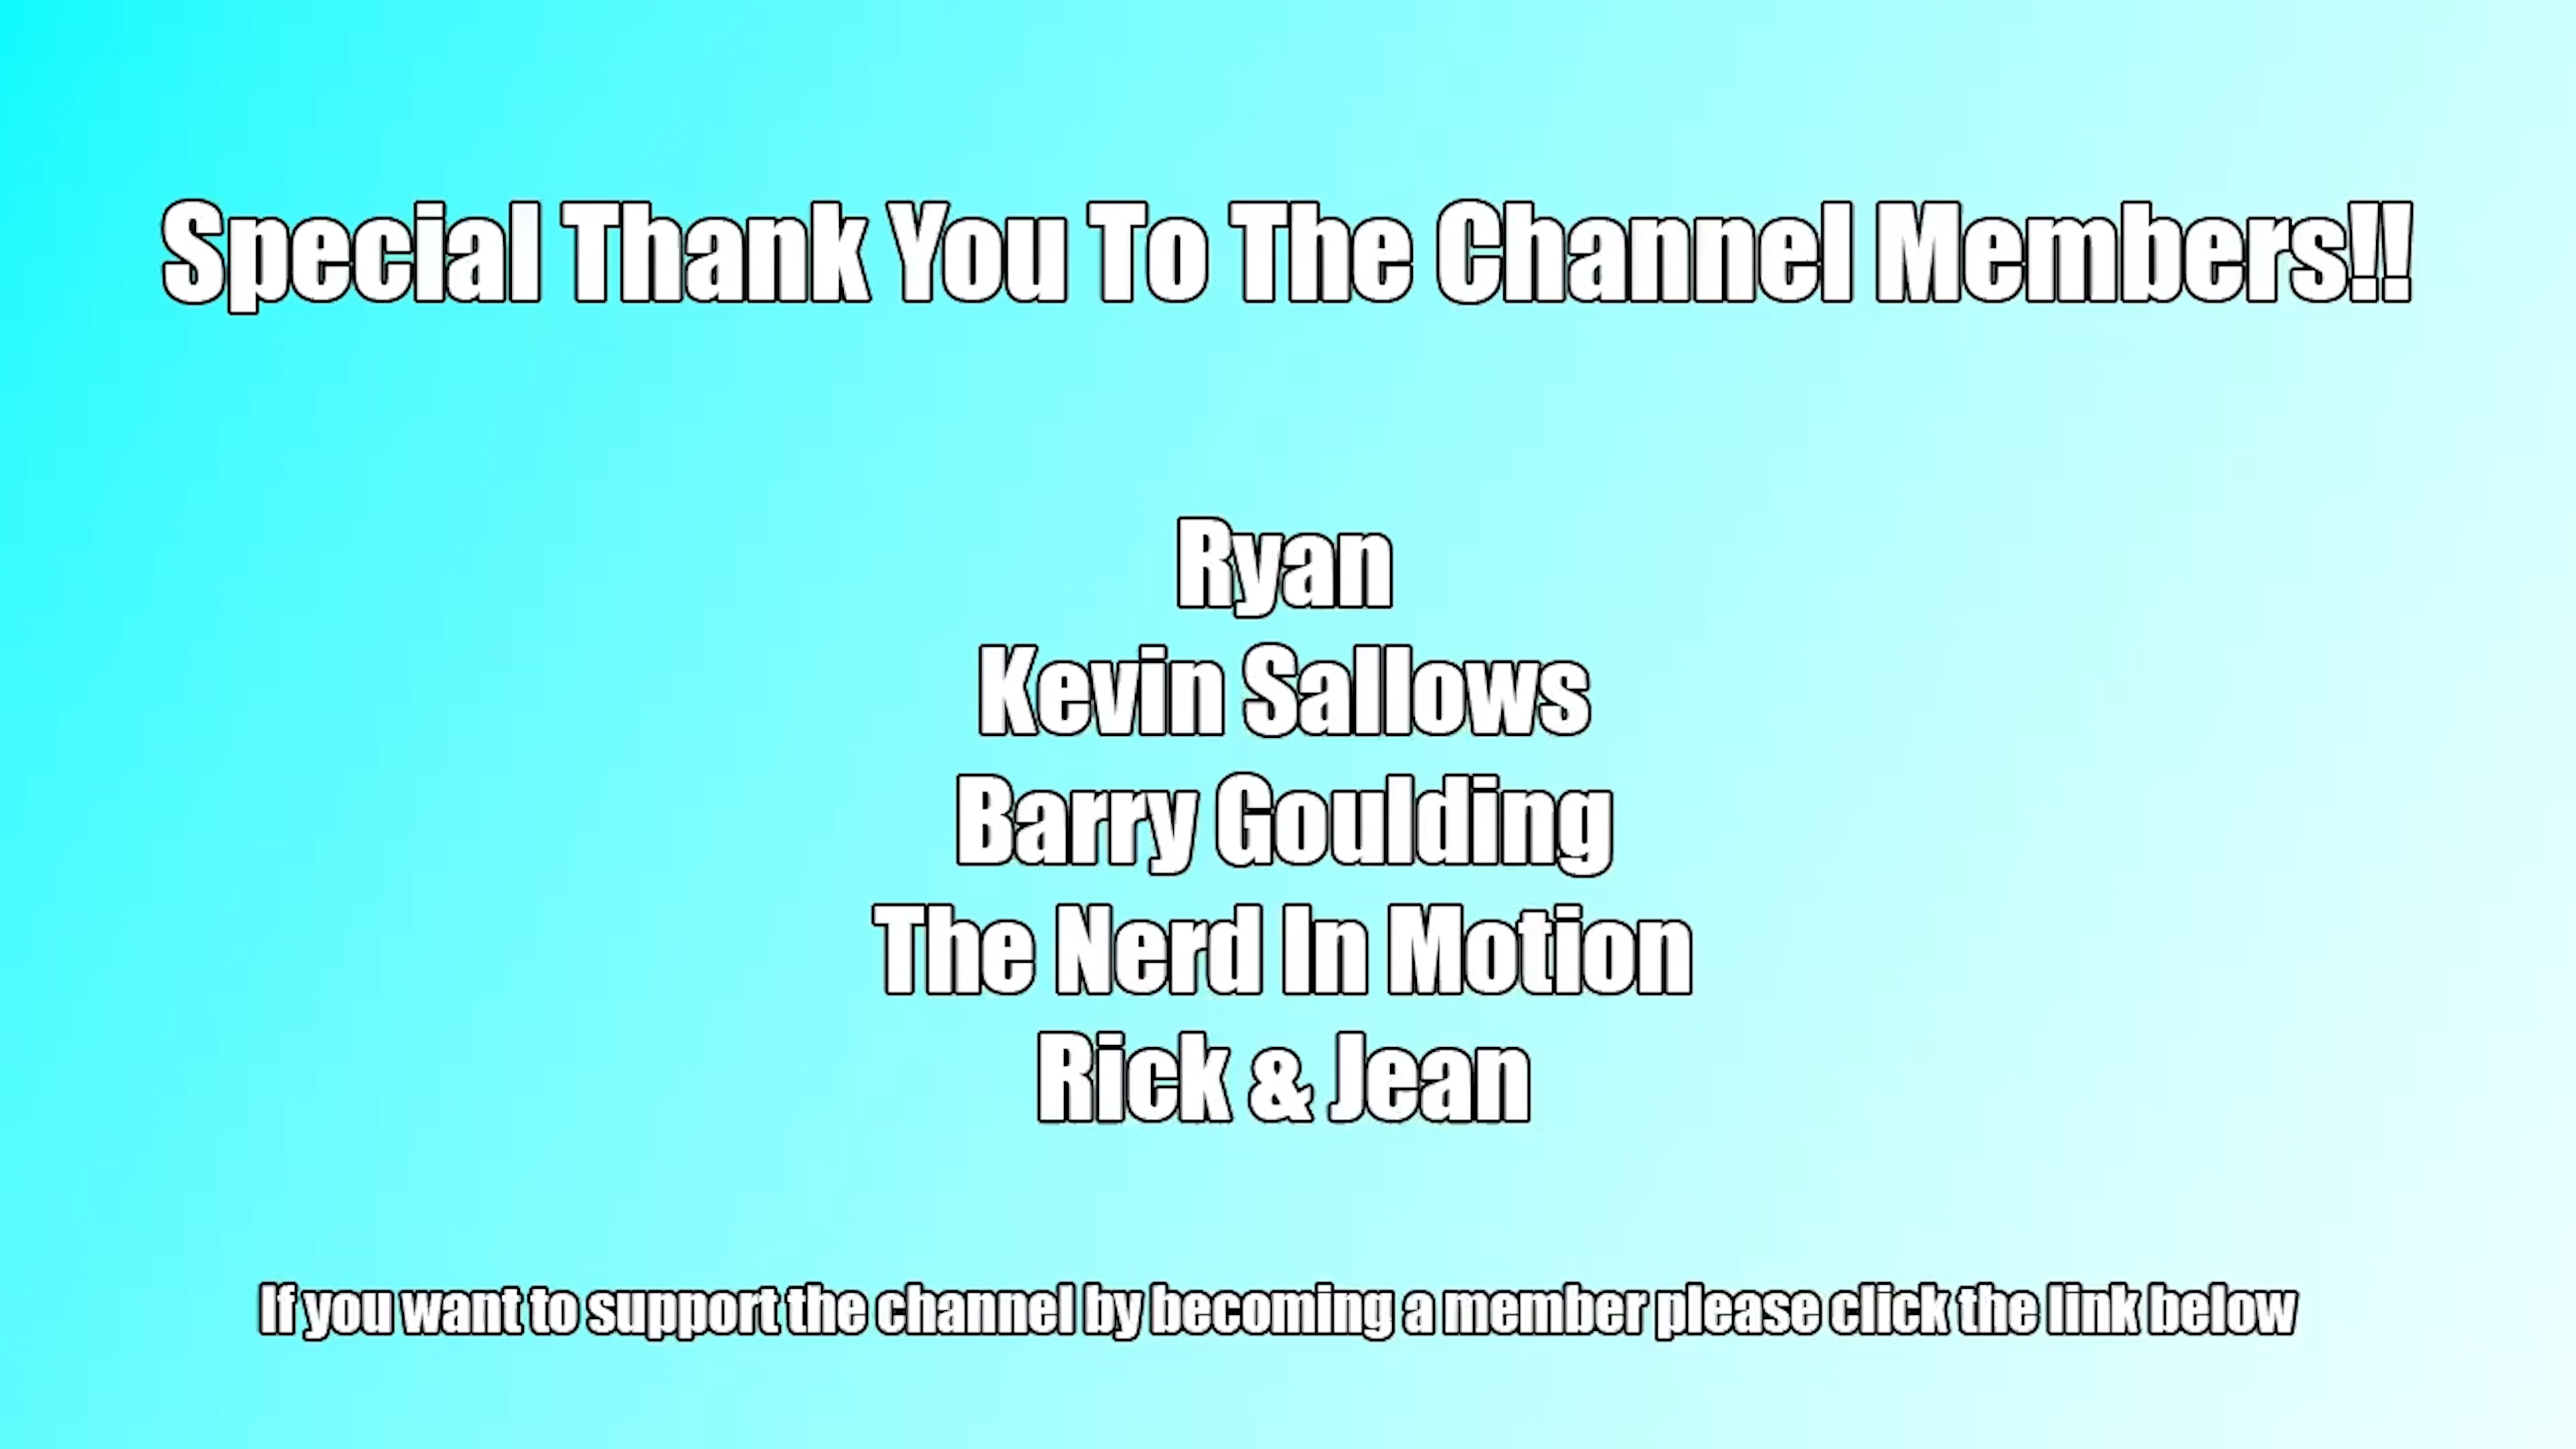 Special Thank You To The Channel Members!!
Ryan
Kevin Sallows
Barry Goulding
The Nerd In Motion
Rick & Jean
If you want to support the channel by becoming a member please click the link below